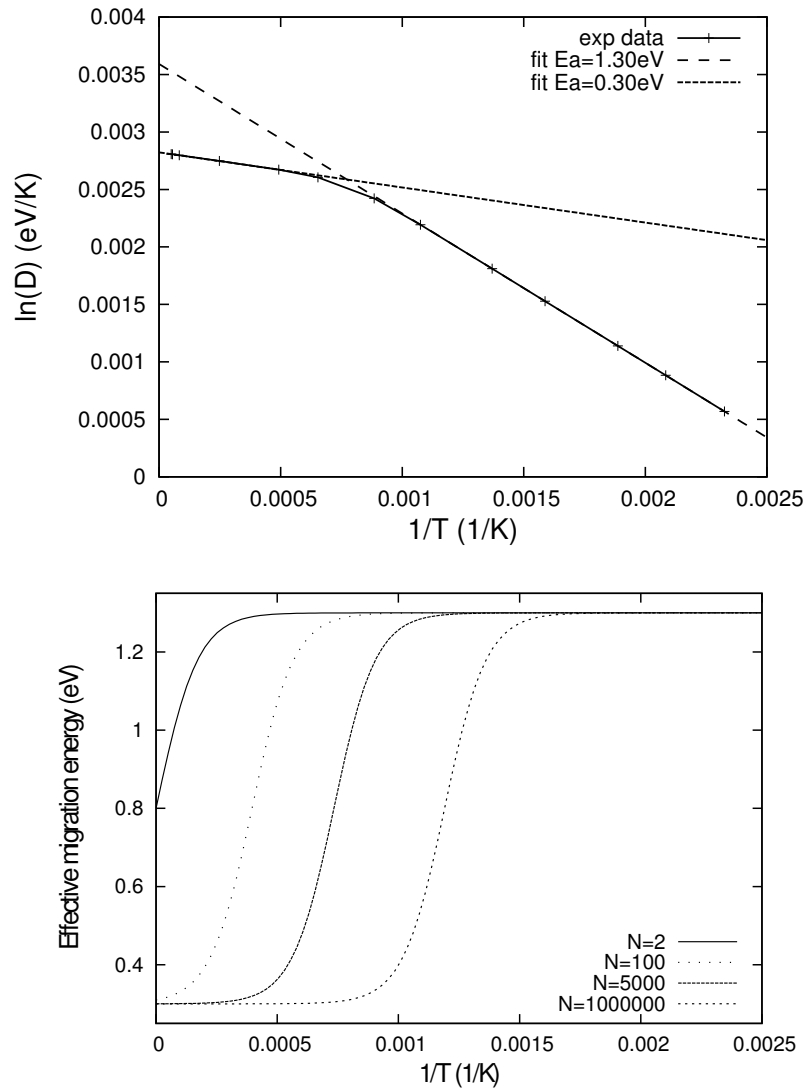 0.004
0.0035
0.003
0.0025
0.002
0.0015
0.001
0.0005
0
ln(D) (eV/K)
exp data
fit Ea=1.30eV
fit Ea=0.30eV
0 0.0005 0.001 0.0015 0.002 0.0025
1/T (1/K)
1.2
1
0.8
0.6
0.4
Effective migration energy (eV)
N=2
N=100
N=5000
N=1000000
0 0.0005 0.001 0.0015 0.002 0.0025
1/T (1/K)